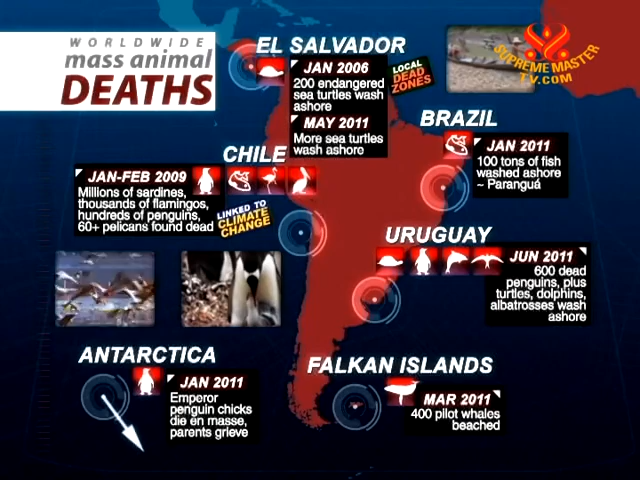 WORLDWIDE
mass animal
DEATHS
SUPREME MASTER
TV.COM
EL SALVADOR
JAN 2006
200 endangered
sea turtles wash
ashore
MAY 2011
More sea turtles
wash ashore
LOCAL
DEAD
ZONES
BRAZIL
JAN 2011
100 tons of fish
washed ashore
~ Paranguá
CHILE
JAN-FEB 2009
Millions of sardines,
thousands of flamingos,
hundreds of penguins,
60+ pelicans found dead
LINKED TO
CLIMATE
CHANGE
URUGUAY
JUN 2011
600 dead
penguins, plus
turtles, dolphins,
albatrosses wash
ashore
ANTARCTICA
JAN 2011
Emperor
penguin chicks
die en masse,
parents grieve
FALKAN ISLANDS
MAR 2011
400 pilot whales
beached